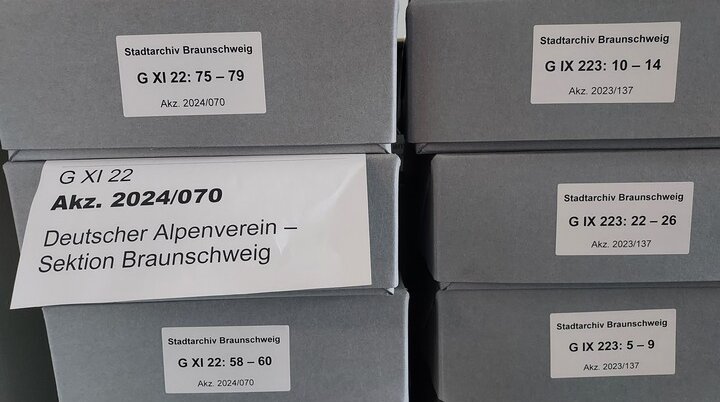 Stadtarchiv Braunschweig
G XI 22: 75 – 79
Akz. 2024/070
G XI 22
Akz. 2024/070
Deutscher Alpenverein –
Sektion Braunschweig
Stadtarchiv Braunschweig
G XI 22: 58 – 60
Akz. 2024/070
Stadtarchiv Braunschweig
G IX 223: 10 – 14
Akz. 2023/137
Stadtarchiv Braunschweig
G IX 223: 22 – 26
Akz. 2023/137
Stadtarchiv Braunschweig
G IX 223: 5 – 9
Akz. 2023/137